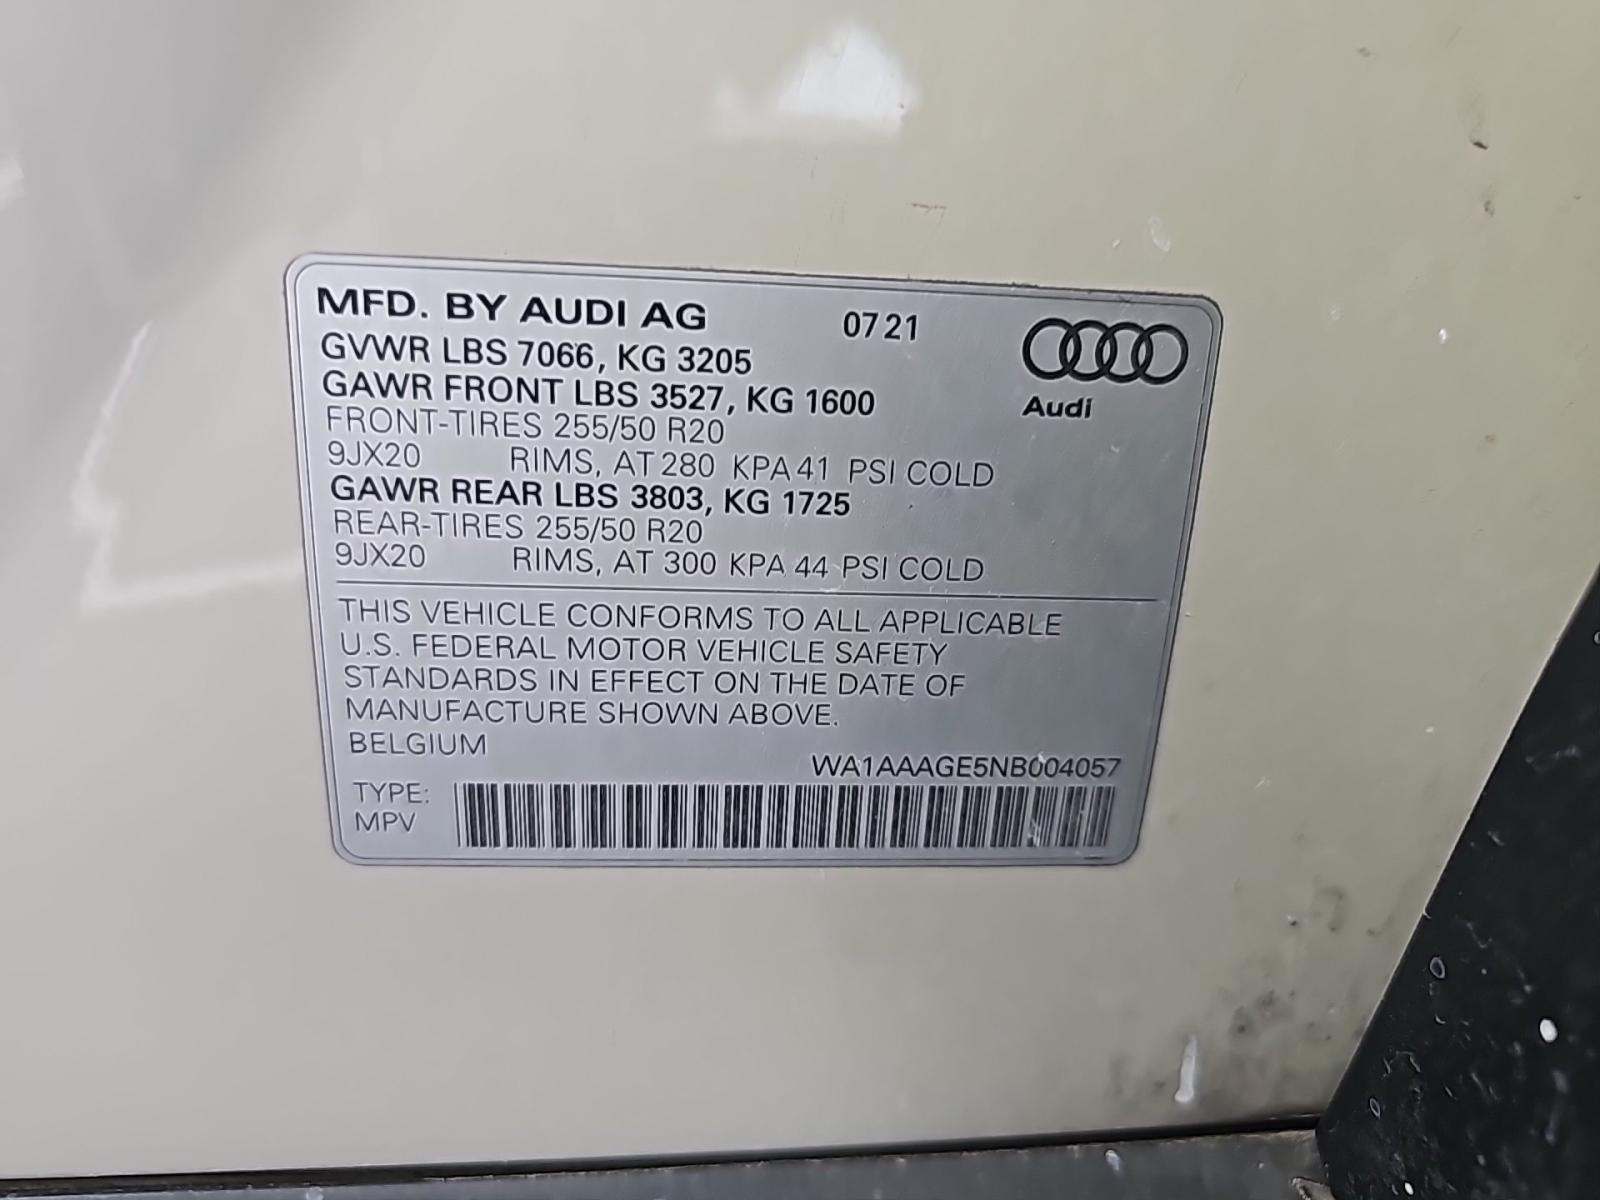 MFD. BY AUDI AG 07 21
GVWR LBS 7066, KG 3205
GAWR FRONT LBS 3527, KG 1600
Audi
FRONT-TIRES 255/50 R20
9JX20 RIMS, AT 280 KPA 41 PSI COLD
GAWR REAR LBS 3803, KG 1725
REAR-TIRES 255/50 R20
9JX20 RIMS, AT 300 KPA 44 PSI COLD
THIS VEHICLE CONFORMS TO ALL APPLICABLE
U.S. FEDERAL MOTOR VEHICLE SAFETY
STANDARDS IN EFFECT ON THE DATE OF
MANUFACTURE SHOWN ABOVE.
BELGIUM
WA1AAAGE5NB004057
TYPE:
MPV